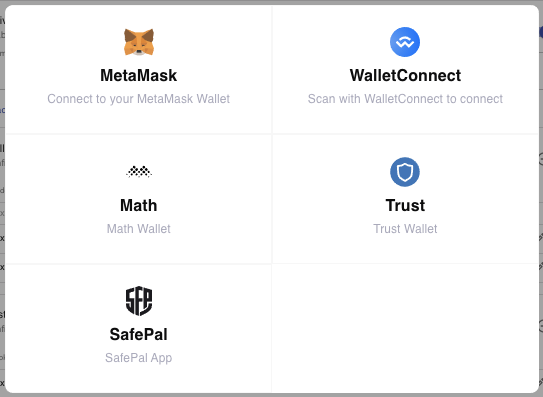 MetaMask
Connect to your MetaMask Wallet
WalletConnect
Scan with WalletConnect to connect
Math
Math Wallet
Trust
Trust Wallet
SFP
SafePal
SafePal App